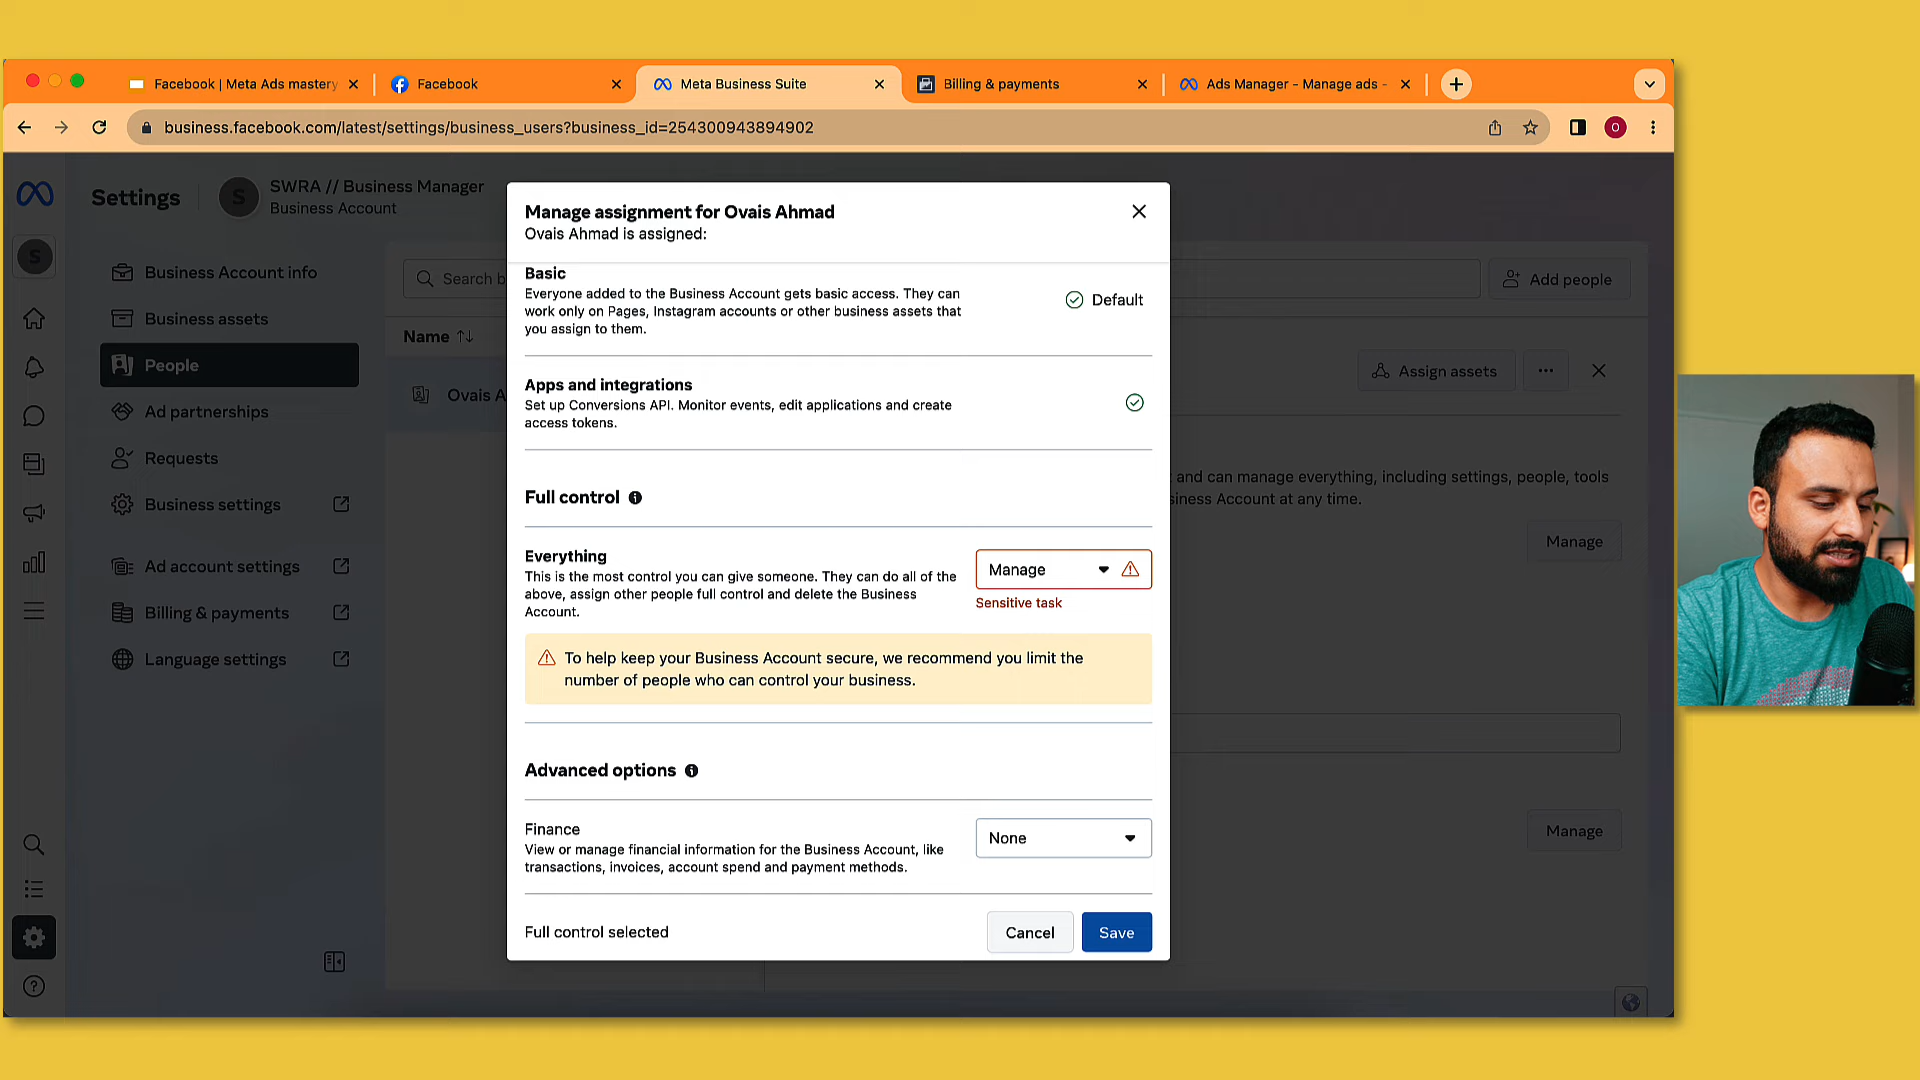 Facebook | Meta Ads mastery
Facebook
Meta Business Suite
Billing & payments
Ads Manager - Manage ads -
business.facebook.com/latest/settings/business_users?business_id=254300943894902
O
Settings
S
SWRA // Business Manager
Business Account
S
Business Account info
Business assets
People
Ad partnerships
Requests
Business settings
Ad account settings
Billing & payments
Language settings
Search b
Add people
Name
Ovais A
Assign assets
and can manage everything, including settings, people, tools
siness Account at any time.
Manage
Manage
Manage assignment for Ovais Ahmad
Ovais Ahmad is assigned:
Basic
Everyone added to the Business Account gets basic access. They can
work only on Pages, Instagram accounts or other business assets that
you assign to them.
Default
Apps and integrations
Set up Conversions API. Monitor events, edit applications and create
access tokens.
Full control
Everything
This is the most control you can give someone. They can do all of the
above, assign other people full control and delete the Business
Account.
Manage
Sensitive task
To help keep your Business Account secure, we recommend you limit the
number of people who can control your business.
Advanced options
Finance
View or manage financial information for the Business Account, like
transactions, invoices, account spend and payment methods.
None
Full control selected
Cancel
Save